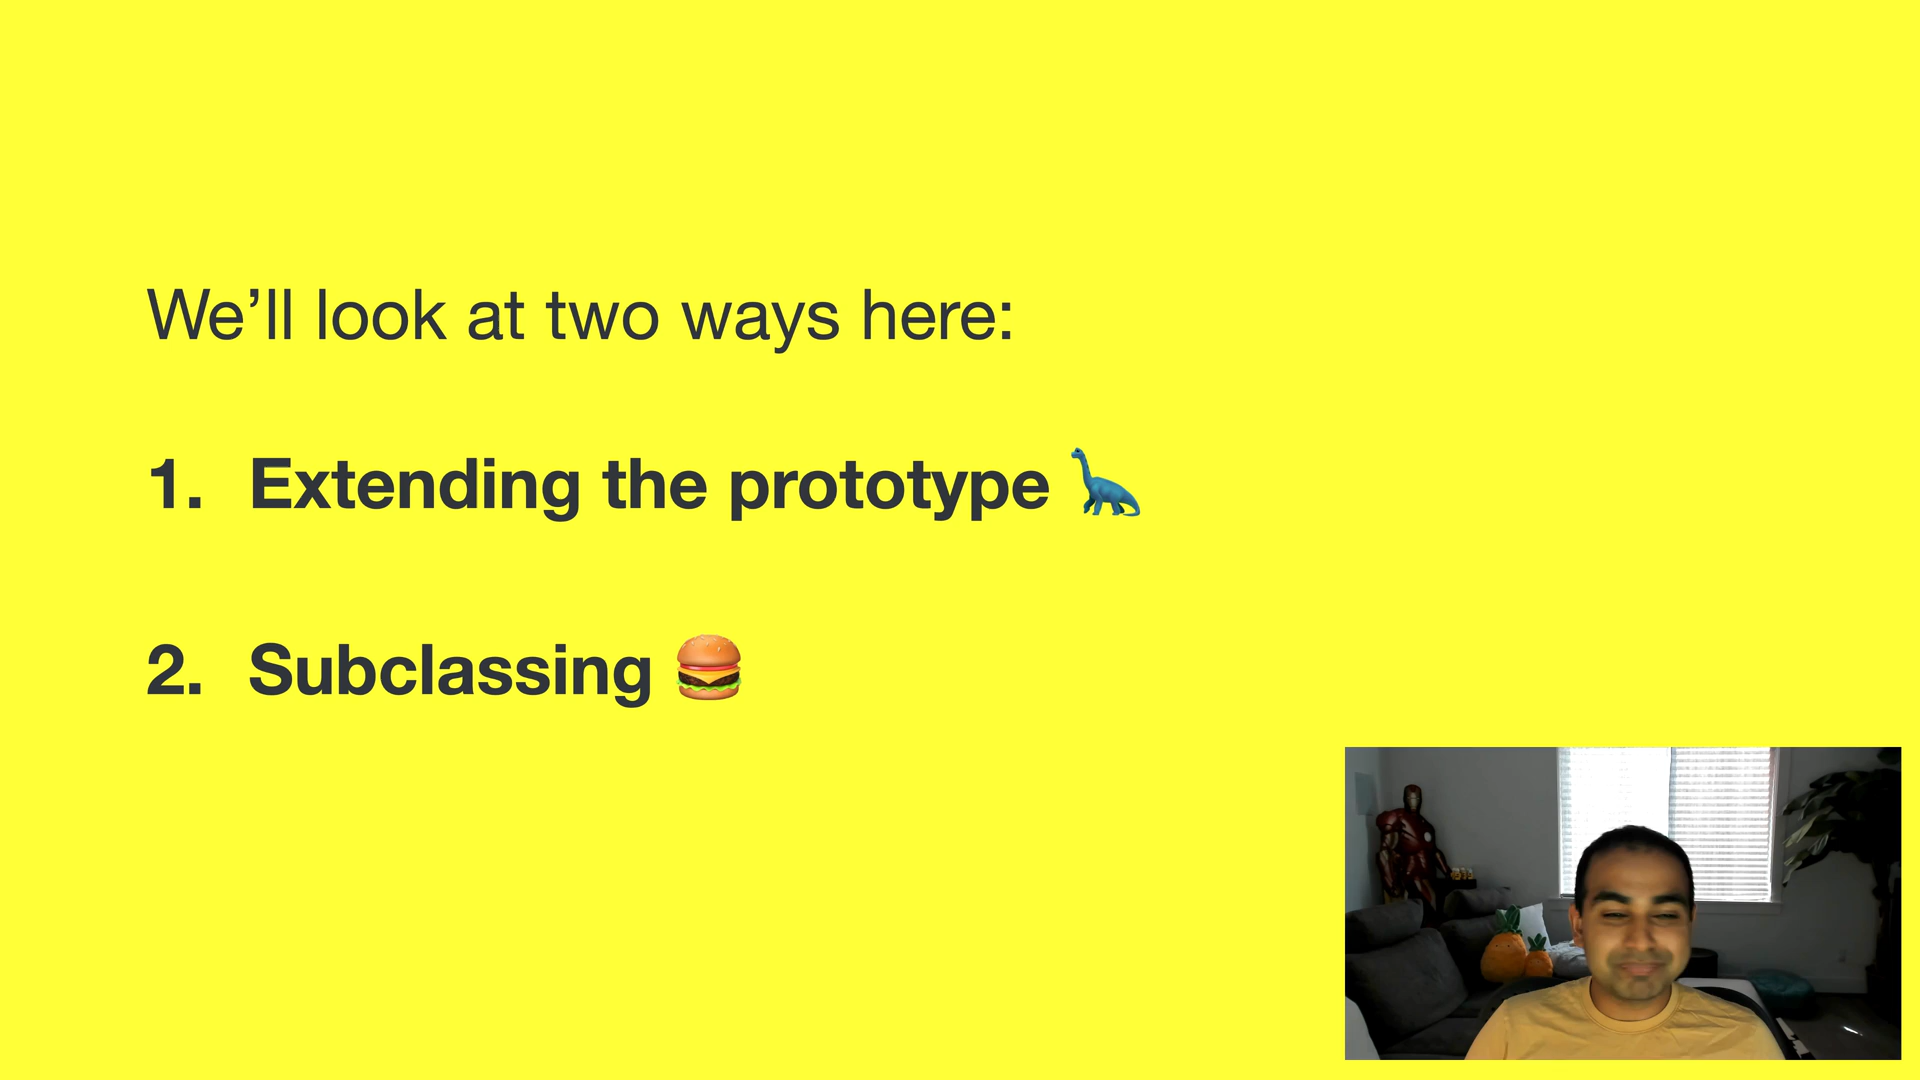 We’ll look at two ways here:
1. Extending the prototype 🦕
2. Subclassing 🍔